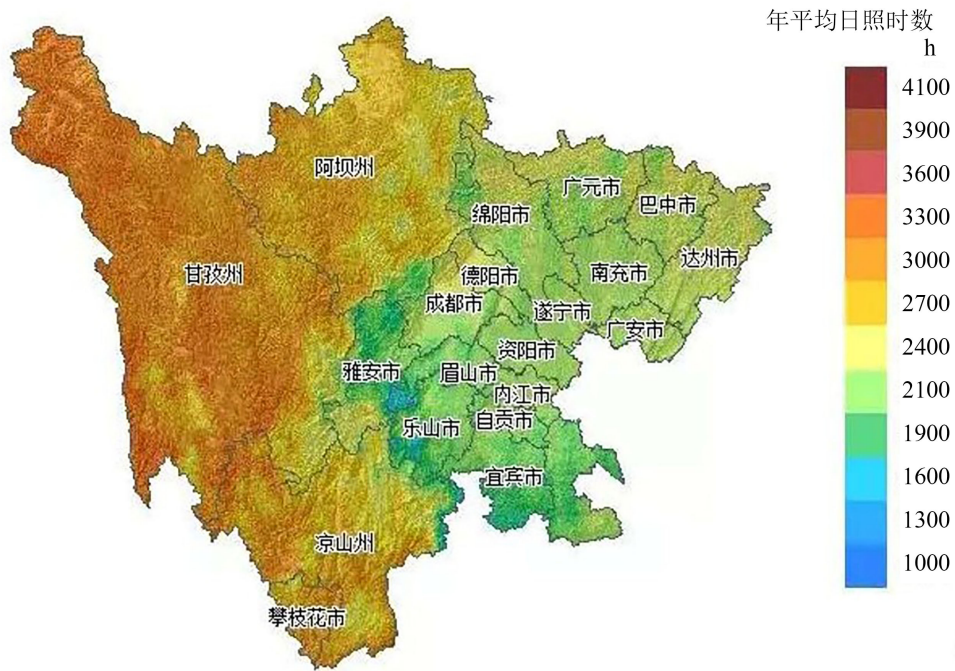 年平均日照时数
h
4100
3900
3600
3300
3000
2700
2400
2100
1900
1600
1300
1000
阿坝州
广元市
巴中市
绵阳市
达州市
甘孜州
德阳市
南充市
成都市
遂宁市
广安市
资阳市
雅安市
眉山市
内江市
自贡市
乐山市
宜宾市
凉山州
攀枝花市